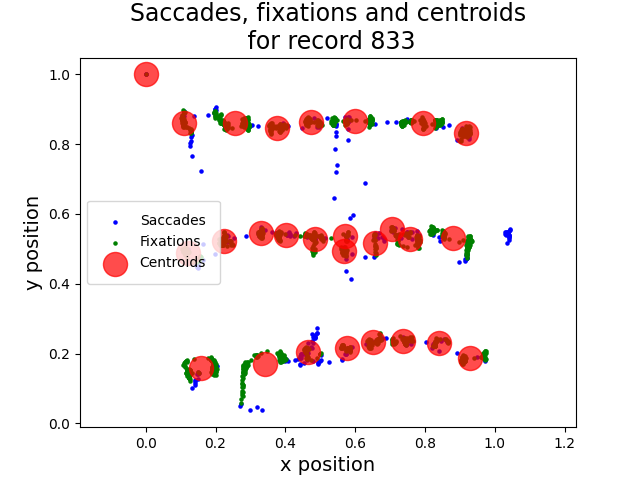 Saccades, fixations and centroids
for record 833
1.0
0.8
0.6
0.4
0.2
0.0
y position
Saccades
Fixations
Centroids
0.0 0.2 0.4 0.6 0.8 1.0 1.2
x position